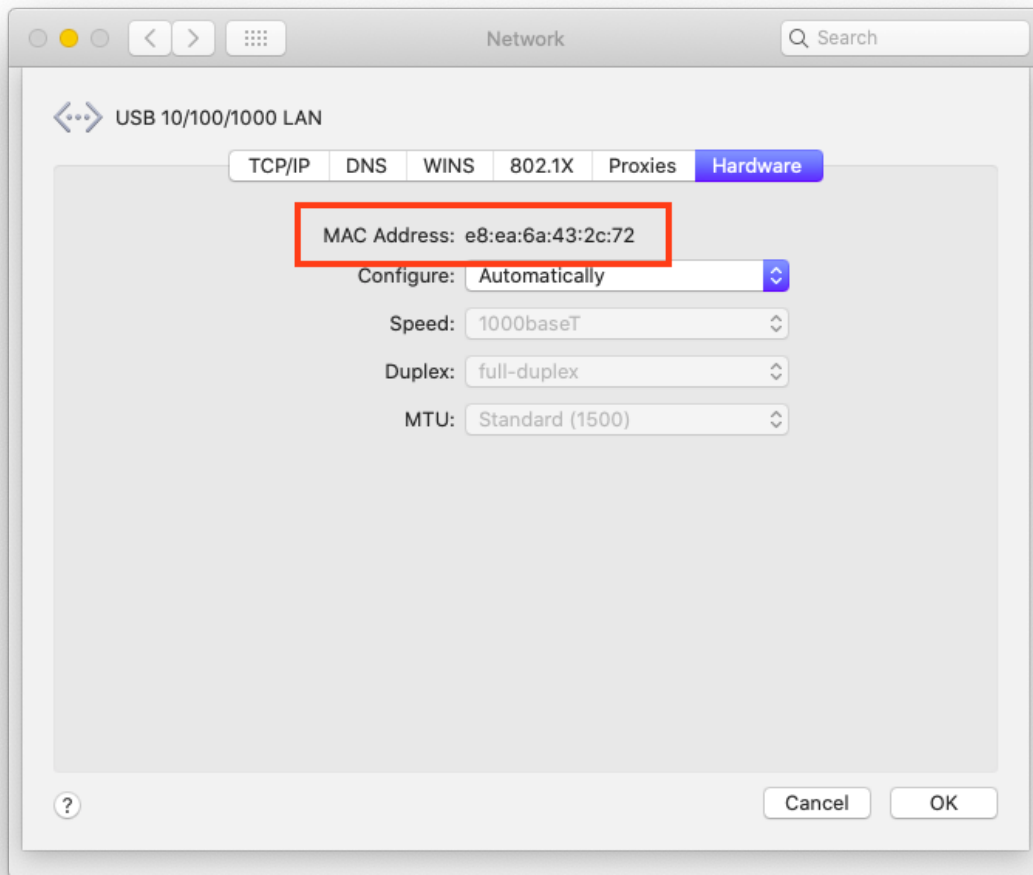 Network
Search
USB 10/100/1000 LAN
TCP/IP DNS WINS 802.1X Proxies Hardware
MAC Address: e8:ea:6a:43:2c:72
Configure: Automatically
Speed: 1000baseT
Duplex: full-duplex
MTU: Standard (1500)
? Cancel OK